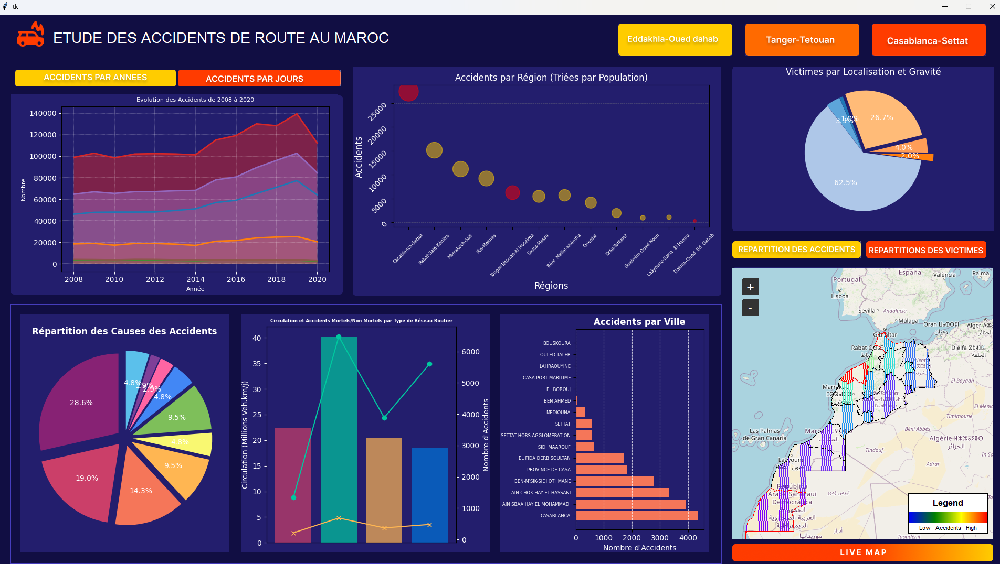 tk
ETUDE DES ACCIDENTS DE ROUTE AU MAROC
Eddakhla-Oued dahab
Tanger-Tetouan
Casablanca-Settat
ACCIDENTS PAR ANNEES
ACCIDENTS PAR JOURS
Evolution des Accidents de 2008 à 2020
Nombre
140000
120000
100000
80000
60000
40000
20000
0
2008
2010
2012
2014
2016
2018
2020
Année
Accidents par Région (Triées par Population)
Accidents
25000
20000
15000
10000
5000
0
Casablanca-Settat
Rabat-Salé-Kénitra
Marrakech-Safi
Fès-Meknès
Tanger-Tétouan-Al Hoceima
Souss-Massa
Béni Mellal-Khénifra
Oriental
Drâa-Tafilalet
Guelmim-Oued Noun
Laâyoune-Sakia El Hamra
Dakhla-Oued Ed Dahab
Régions
Victimes par Localisation et Gravité
26.7%
1.0%
3.9%
4.0%
2.0%
62.5%
REPARTITION DES ACCIDENTS
REPARTITIONS DES VICTIMES
Répartition des Causes des Accidents
4.8%
1.9%
2.9%
4.8%
28.6%
9.5%
4.8%
9.5%
19.0%
14.3%
Circulation et Accidents Mortels/Non Mortels par Type de Réseau Routier
Circulation (Millions Veh.km/j)
40
35
30
25
20
15
10
5
0
6000
5000
4000
3000
2000
1000
0
Nombre d'Accidents
Accidents par Ville
BOUSKOURA
OULED TALEB
LAHRAOUYINE
CASA PORT MARITIME
EL BOROUJ
BEN AHMED
MEDIOUNA
SETTAT
SETTAT HORS AGGLOMERATION
SIDI MAAROUF
EL FIDA DERB SOULTAN
PROVINCE DE CASA
BEN-M'SIK-SIDI OTHMANE
AIN CHOK HAY EL HASSANI
AIN SBAA HAY EL MOHAMMADI
CASABLANCA
0
1000
2000
3000
4000
Nombre d'Accidents
+
-
España
València
Palma
Portugal
Lisboa
Sevilla
Andalucía
Málaga
Gibraltar
Oran ⵡⴰⵀⵔⴰⵏ
وهران
Alger
الجزائر
Rabat
الرباط
Djelfa
الجلفة
El Bayadh
Marrakech
مراكش
El Menia
Timimoune
Las Palmas
de Gran Canaria
Maroc
المغرب
Béni Abbès
Algérie
الجزائر
Tindouf
In Sa
Laâyoune
العيون
Adrar
República
Árabe Saharaui
Democrática
الجمهورية
العربية الصحراوية
الديمقراطية
تيرس زمور
أدرار
موريتانيا
Taoudénit
Legend
Low Accidents High
LIVE MAP